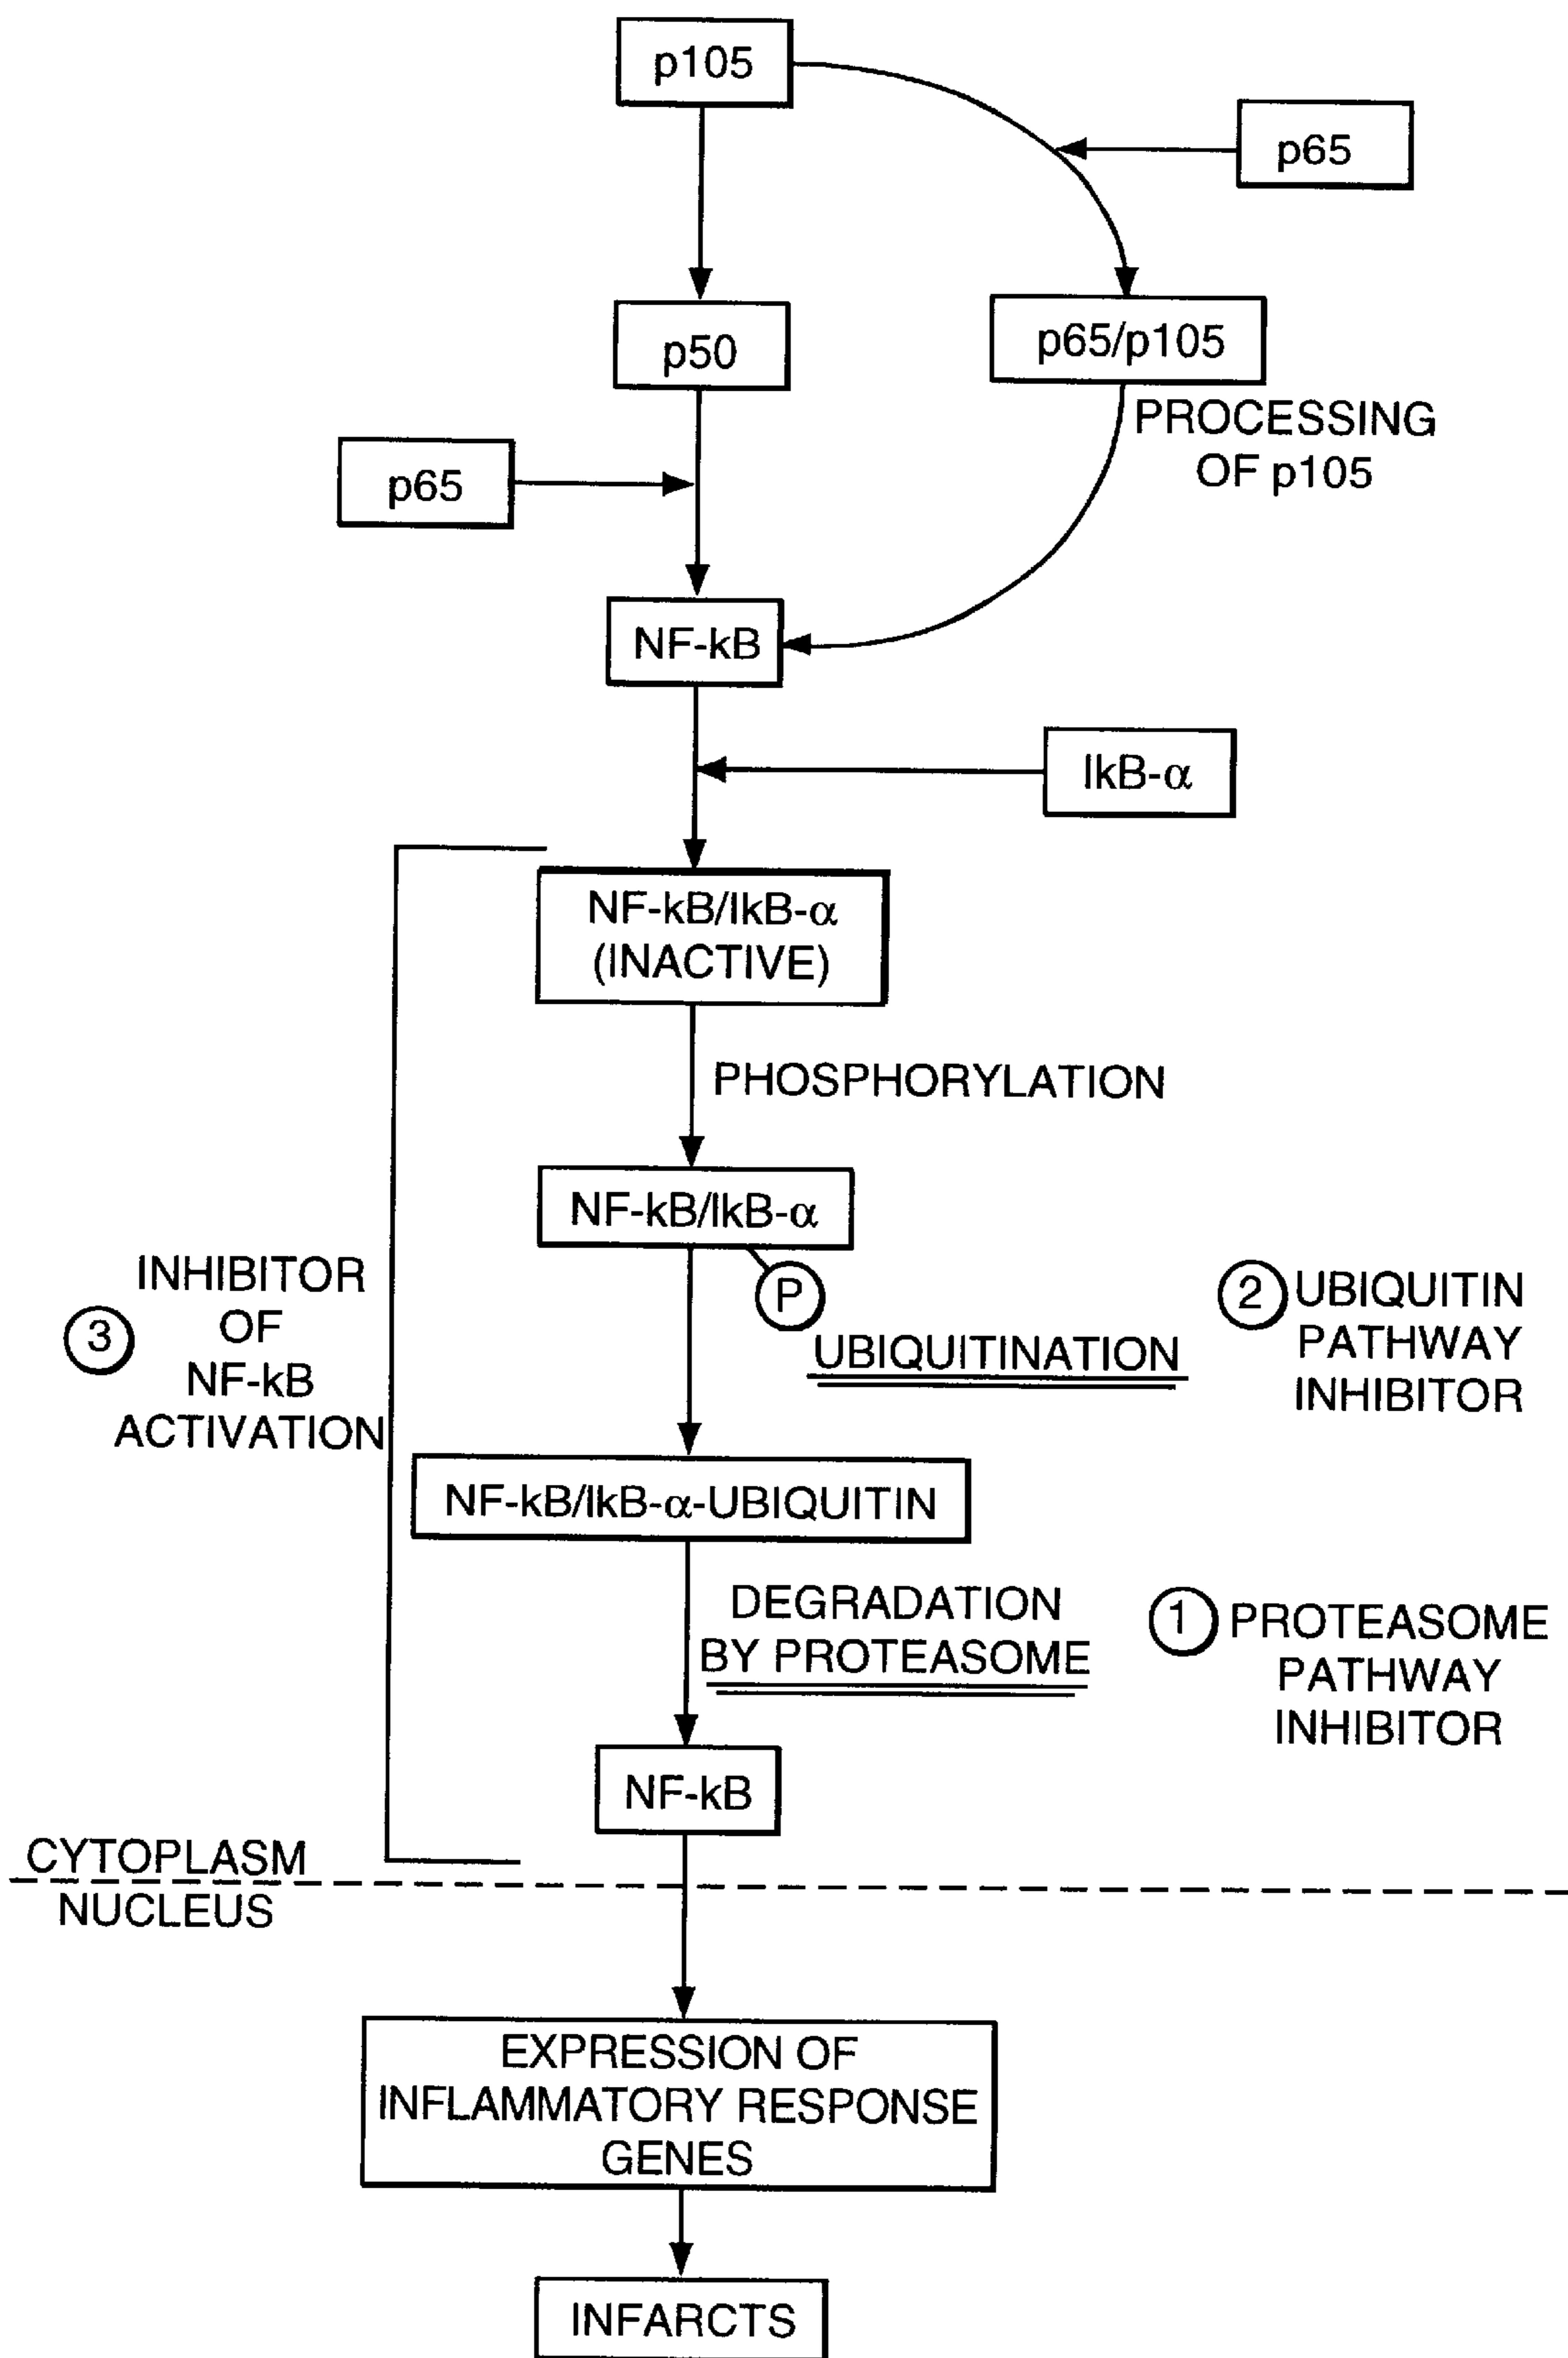 p105
p65
p50
p65/p105
PROCESSING
OF p105
p65
NF-kB
IkB-α
NF-kB/IkB-α
(INACTIVE)
PHOSPHORYLATION
NF-kB/IkB-α
P
INHIBITOR
OF
NF-kB
ACTIVATION
3
2
UBIQUITIN
PATHWAY
INHIBITOR
UBIQUITINATION
NF-kB/IkB-α-UBIQUITIN
DEGRADATION
BY PROTEASOME
1
PROTEASOME
PATHWAY
INHIBITOR
NF-kB
CYTOPLASM
NUCLEUS
EXPRESSION OF
INFLAMMATORY RESPONSE
GENES
INFARCTS